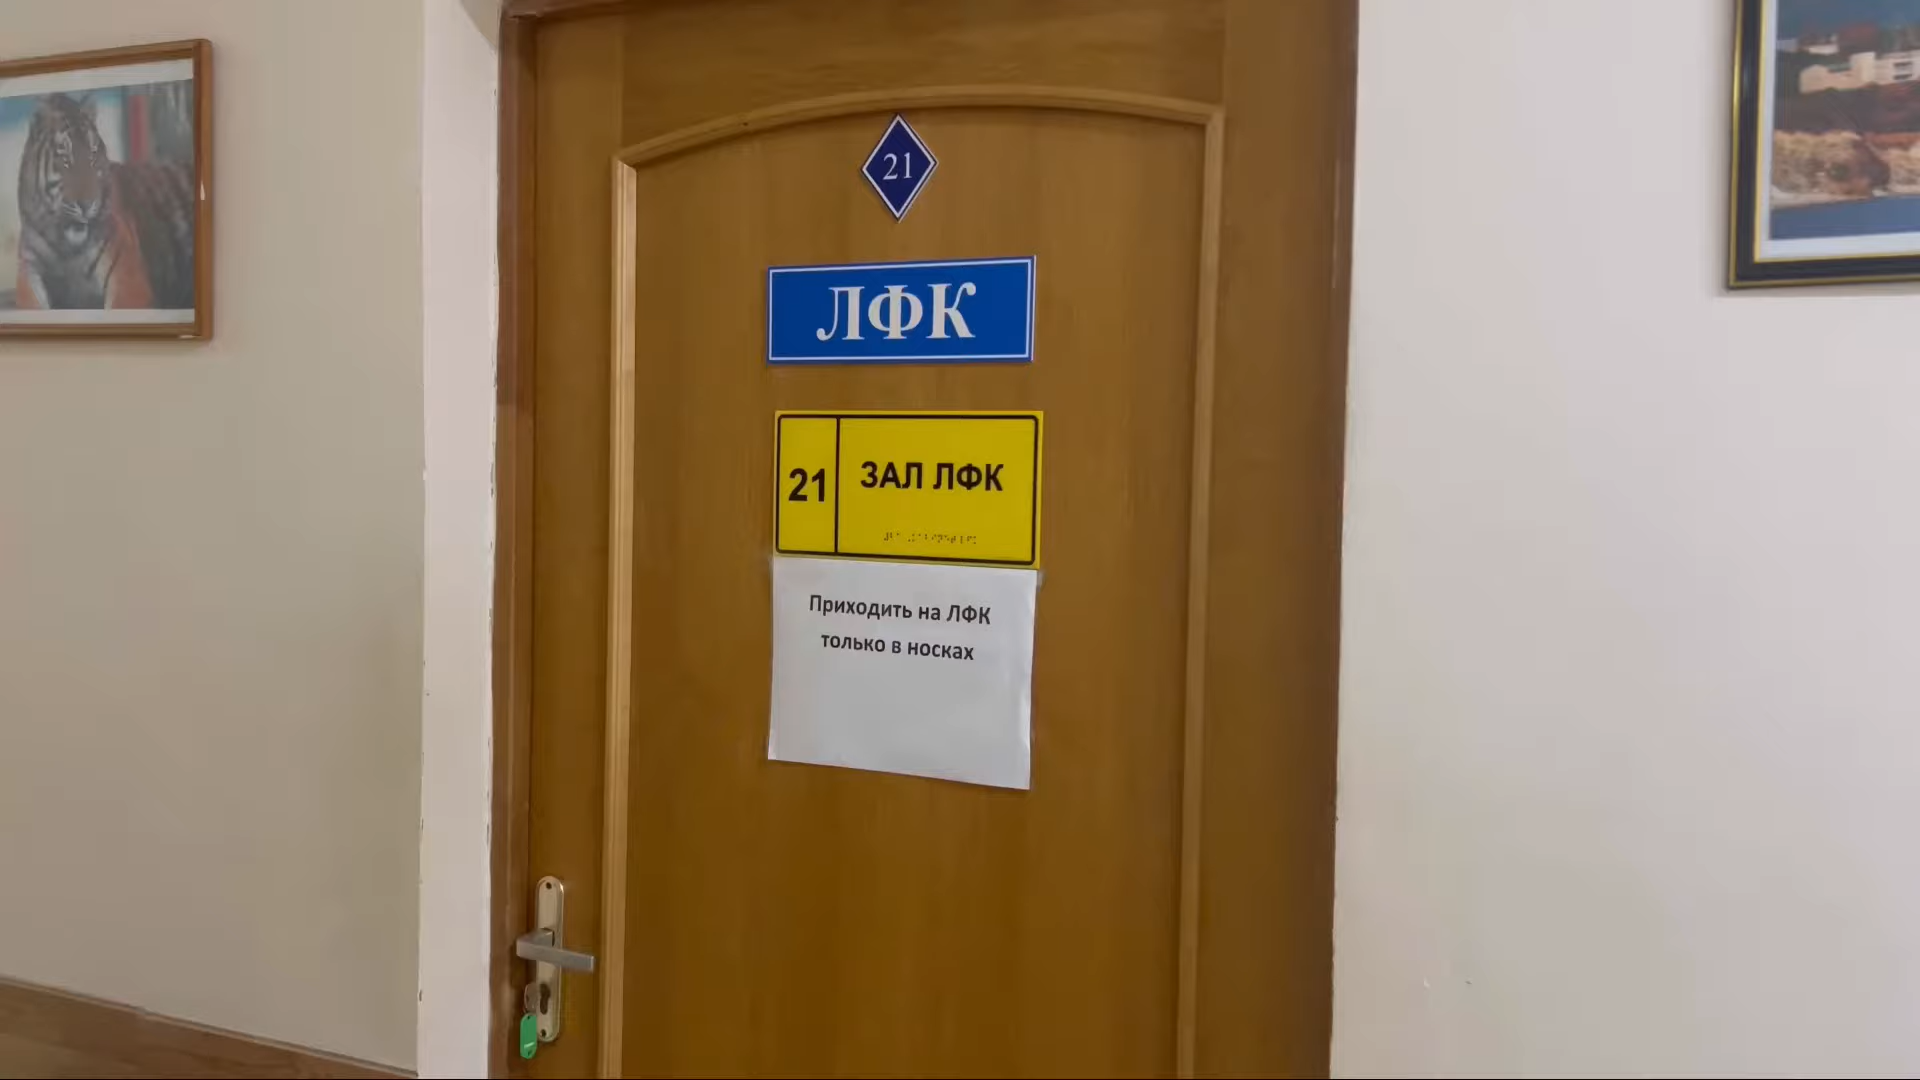 21
ЛФК
21
ЗАЛ ЛФК
Приходить на ЛФК
только в носках